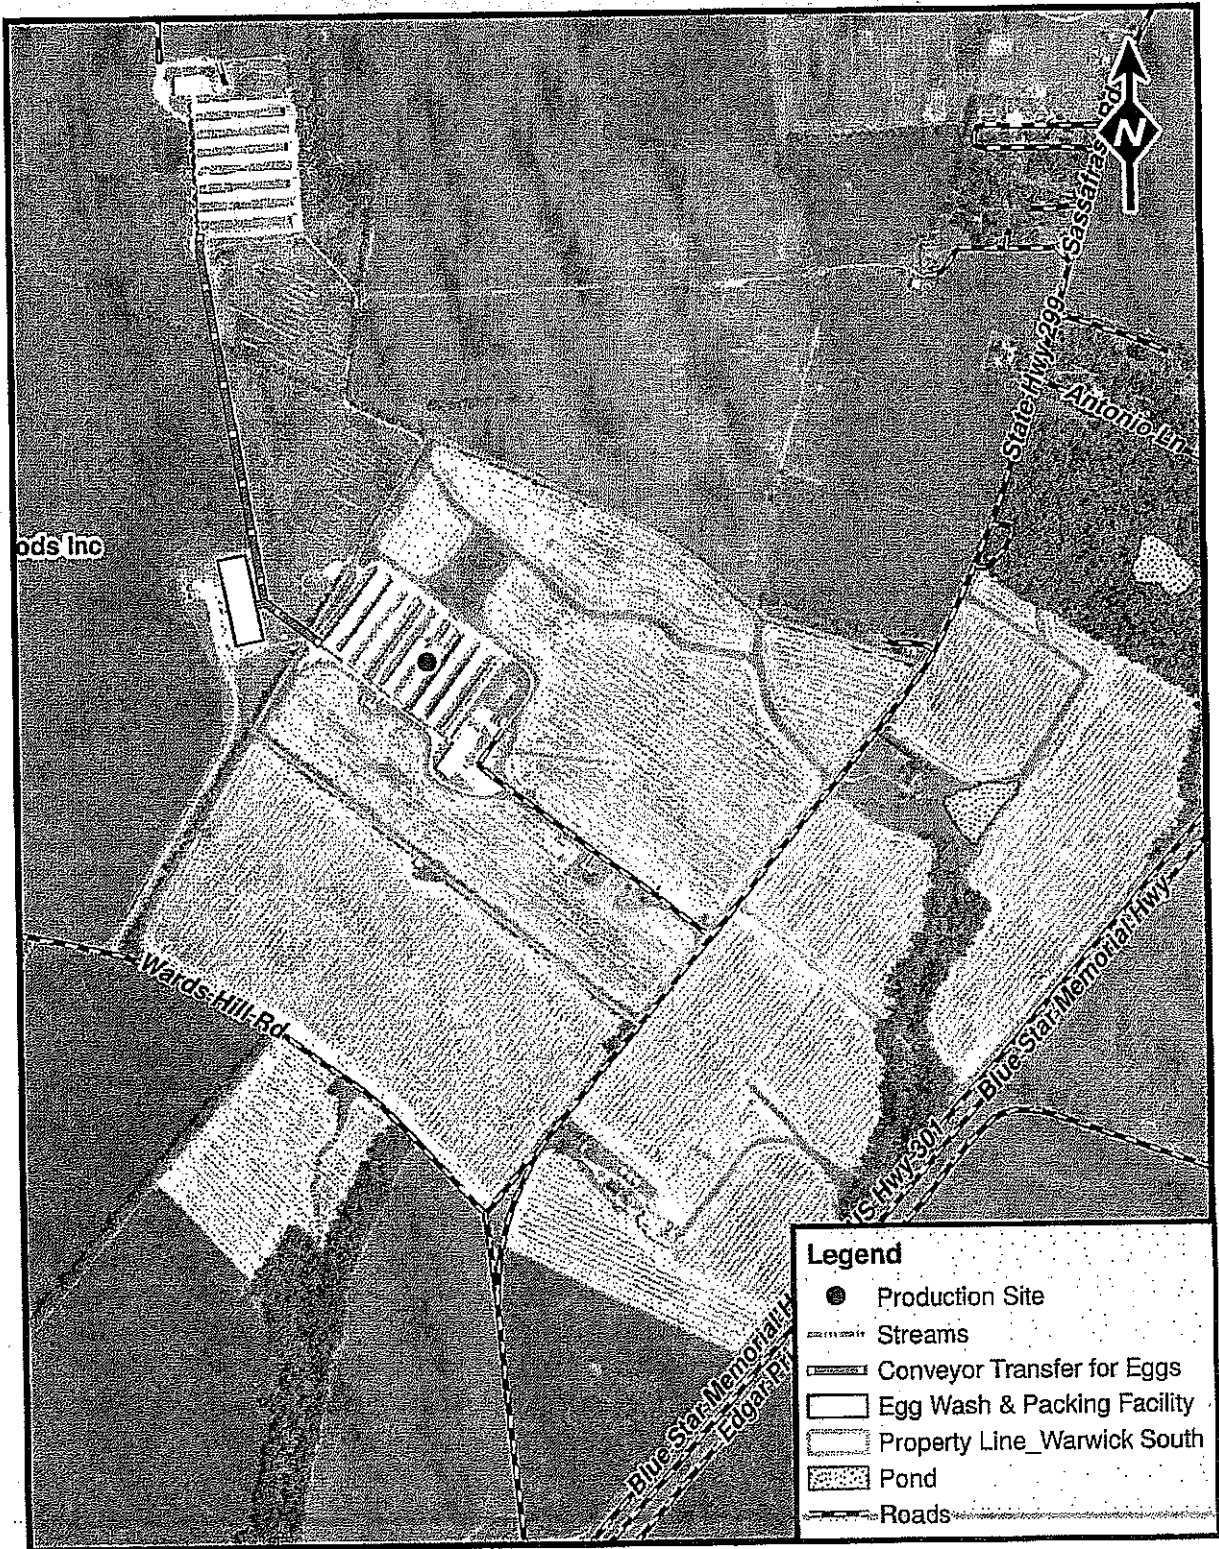 N
State Hwy 299 Sassafras Rd
Antonio Ln
ods Inc
Wards Hill Rd
US Hwy 301 Blue Star Memorial Hwy
Blue Star Memorial H
Edgar Pr
Legend
Production Site
Streams
Conveyor Transfer for Eggs
Egg Wash & Packing Facility
Property Line_Warwick South
Pond
Roads